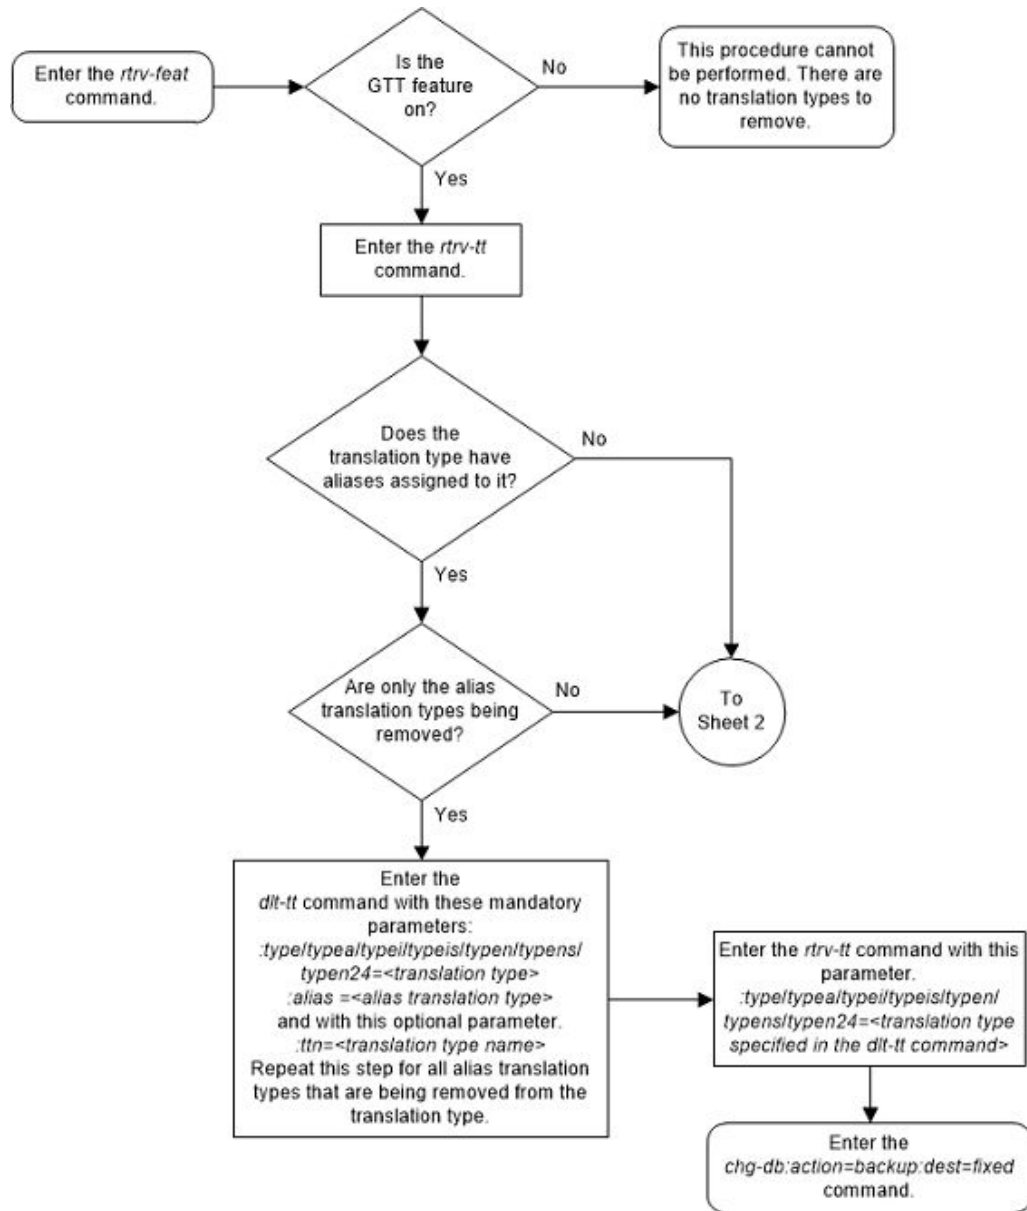 Enter the rtrv-feat
command.
Is the
GTT feature
on?
No
This procedure cannot
be performed. There are
no translation types to
remove.
Yes
Enter the rtrv-tt
command.
Does the
translation type have
aliases assigned to it?
No
Yes
Are only the alias
translation types being
removed?
No
To
Sheet 2
Yes
Enter the
dlt-tt command with these mandatory
parameters:
:type/typea/typei/typeis/typen/typens/
typen24=<translation type>
:alias =<alias translation type>
and with this optional parameter.
:ttn=<translation type name>
Repeat this step for all alias translation
types that are being removed from the
translation type.
Enter the rtrv-tt command with this
parameter.
:type/typea/typei/typeis/typen/
typens/typen24=<translation type
specified in the dlt-tt command>
Enter the
chg-db:action=backup:dest=fixed
command.